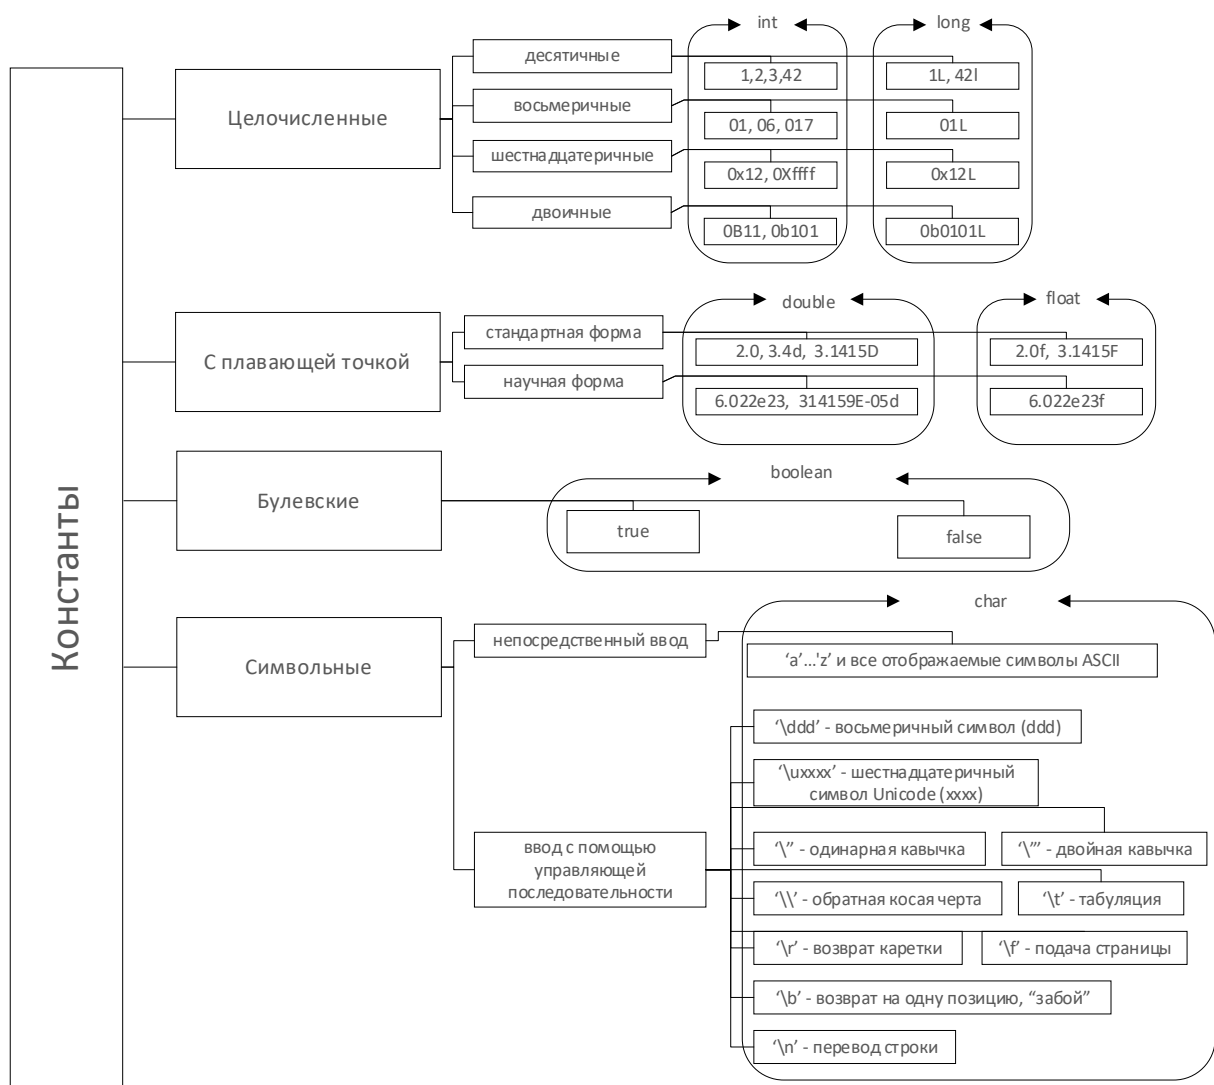 Константы
Целочисленные
int
long
десятичные
1,2,3,42
1L, 42l
восьмеричные
01, 06, 017
01L
шестнадцатеричные
0x12, 0Xffff
0x12L
двоичные
0B11, 0b101
0b0101L
С плавающей точкой
double
float
стандартная форма
2.0, 3.4d, 3.1415D
2.0f, 3.1415F
научная форма
6.022e23, 314159E-05d
6.022e23f
Булевские
boolean
true
false
Символьные
char
непосредственный ввод
‘a’...'z’ и все отображаемые символы ASCII
ввод с помощью
управляющей
последовательности
‘\ddd’ - восьмеричный символ (ddd)
‘\uxxxx’ - шестнадцатеричный
символ Unicode (xxxx)
‘\’’ - одинарная кавычка
‘\”’ - двойная кавычка
‘\\’ - обратная косая черта
‘\t’ - табуляция
‘\r’ - возврат каретки
‘\f’ - подача страницы
‘\b’ - возврат на одну позицию, “забой”
‘\n’ - перевод строки